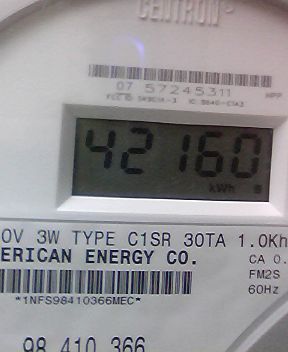 CENTRON
07 57245311
42160
kWh
0V 3W TYPE C1SR 30TA 1.0Kh
ERICAN ENERGY CO.
CA 0.
FM2S
*1NFS98410366MEC*
60Hz
98 410 366